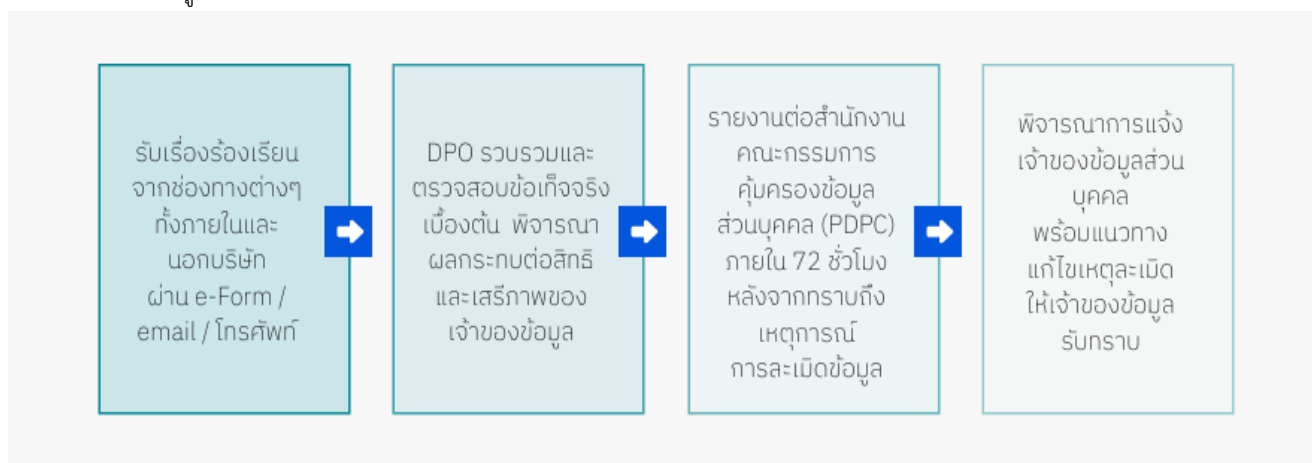 รับเรื่องร้องเรียน
จากช่องทางต่างๆ
ทั้งภายในและ
นอกบริษัท
ผ่าน e-Form /
email / โทรศัพท์
DPO รวบรวมและ
ตรวจสอบข้อเท็จจริง
เบื้องต้น พิจารณา
ผลกระทบต่อสิทธิ
และเสรีภาพของ
เจ้าของข้อมูล
รายงานต่อสำนักงาน
คณะกรรมการ
คุ้มครองข้อมูล
ส่วนบุคคล (PDPC)
ภายใน 72 ชั่วโมง
หลังจากทราบถึง
เหตุการณ์
การละเมิดข้อมูล
พิจารณาการแจ้ง
เจ้าของข้อมูลส่วน
บุคคล
พร้อมแนวทาง
แก้ไขเหตุละเมิด
ให้เจ้าของข้อมูล
รับทราบ